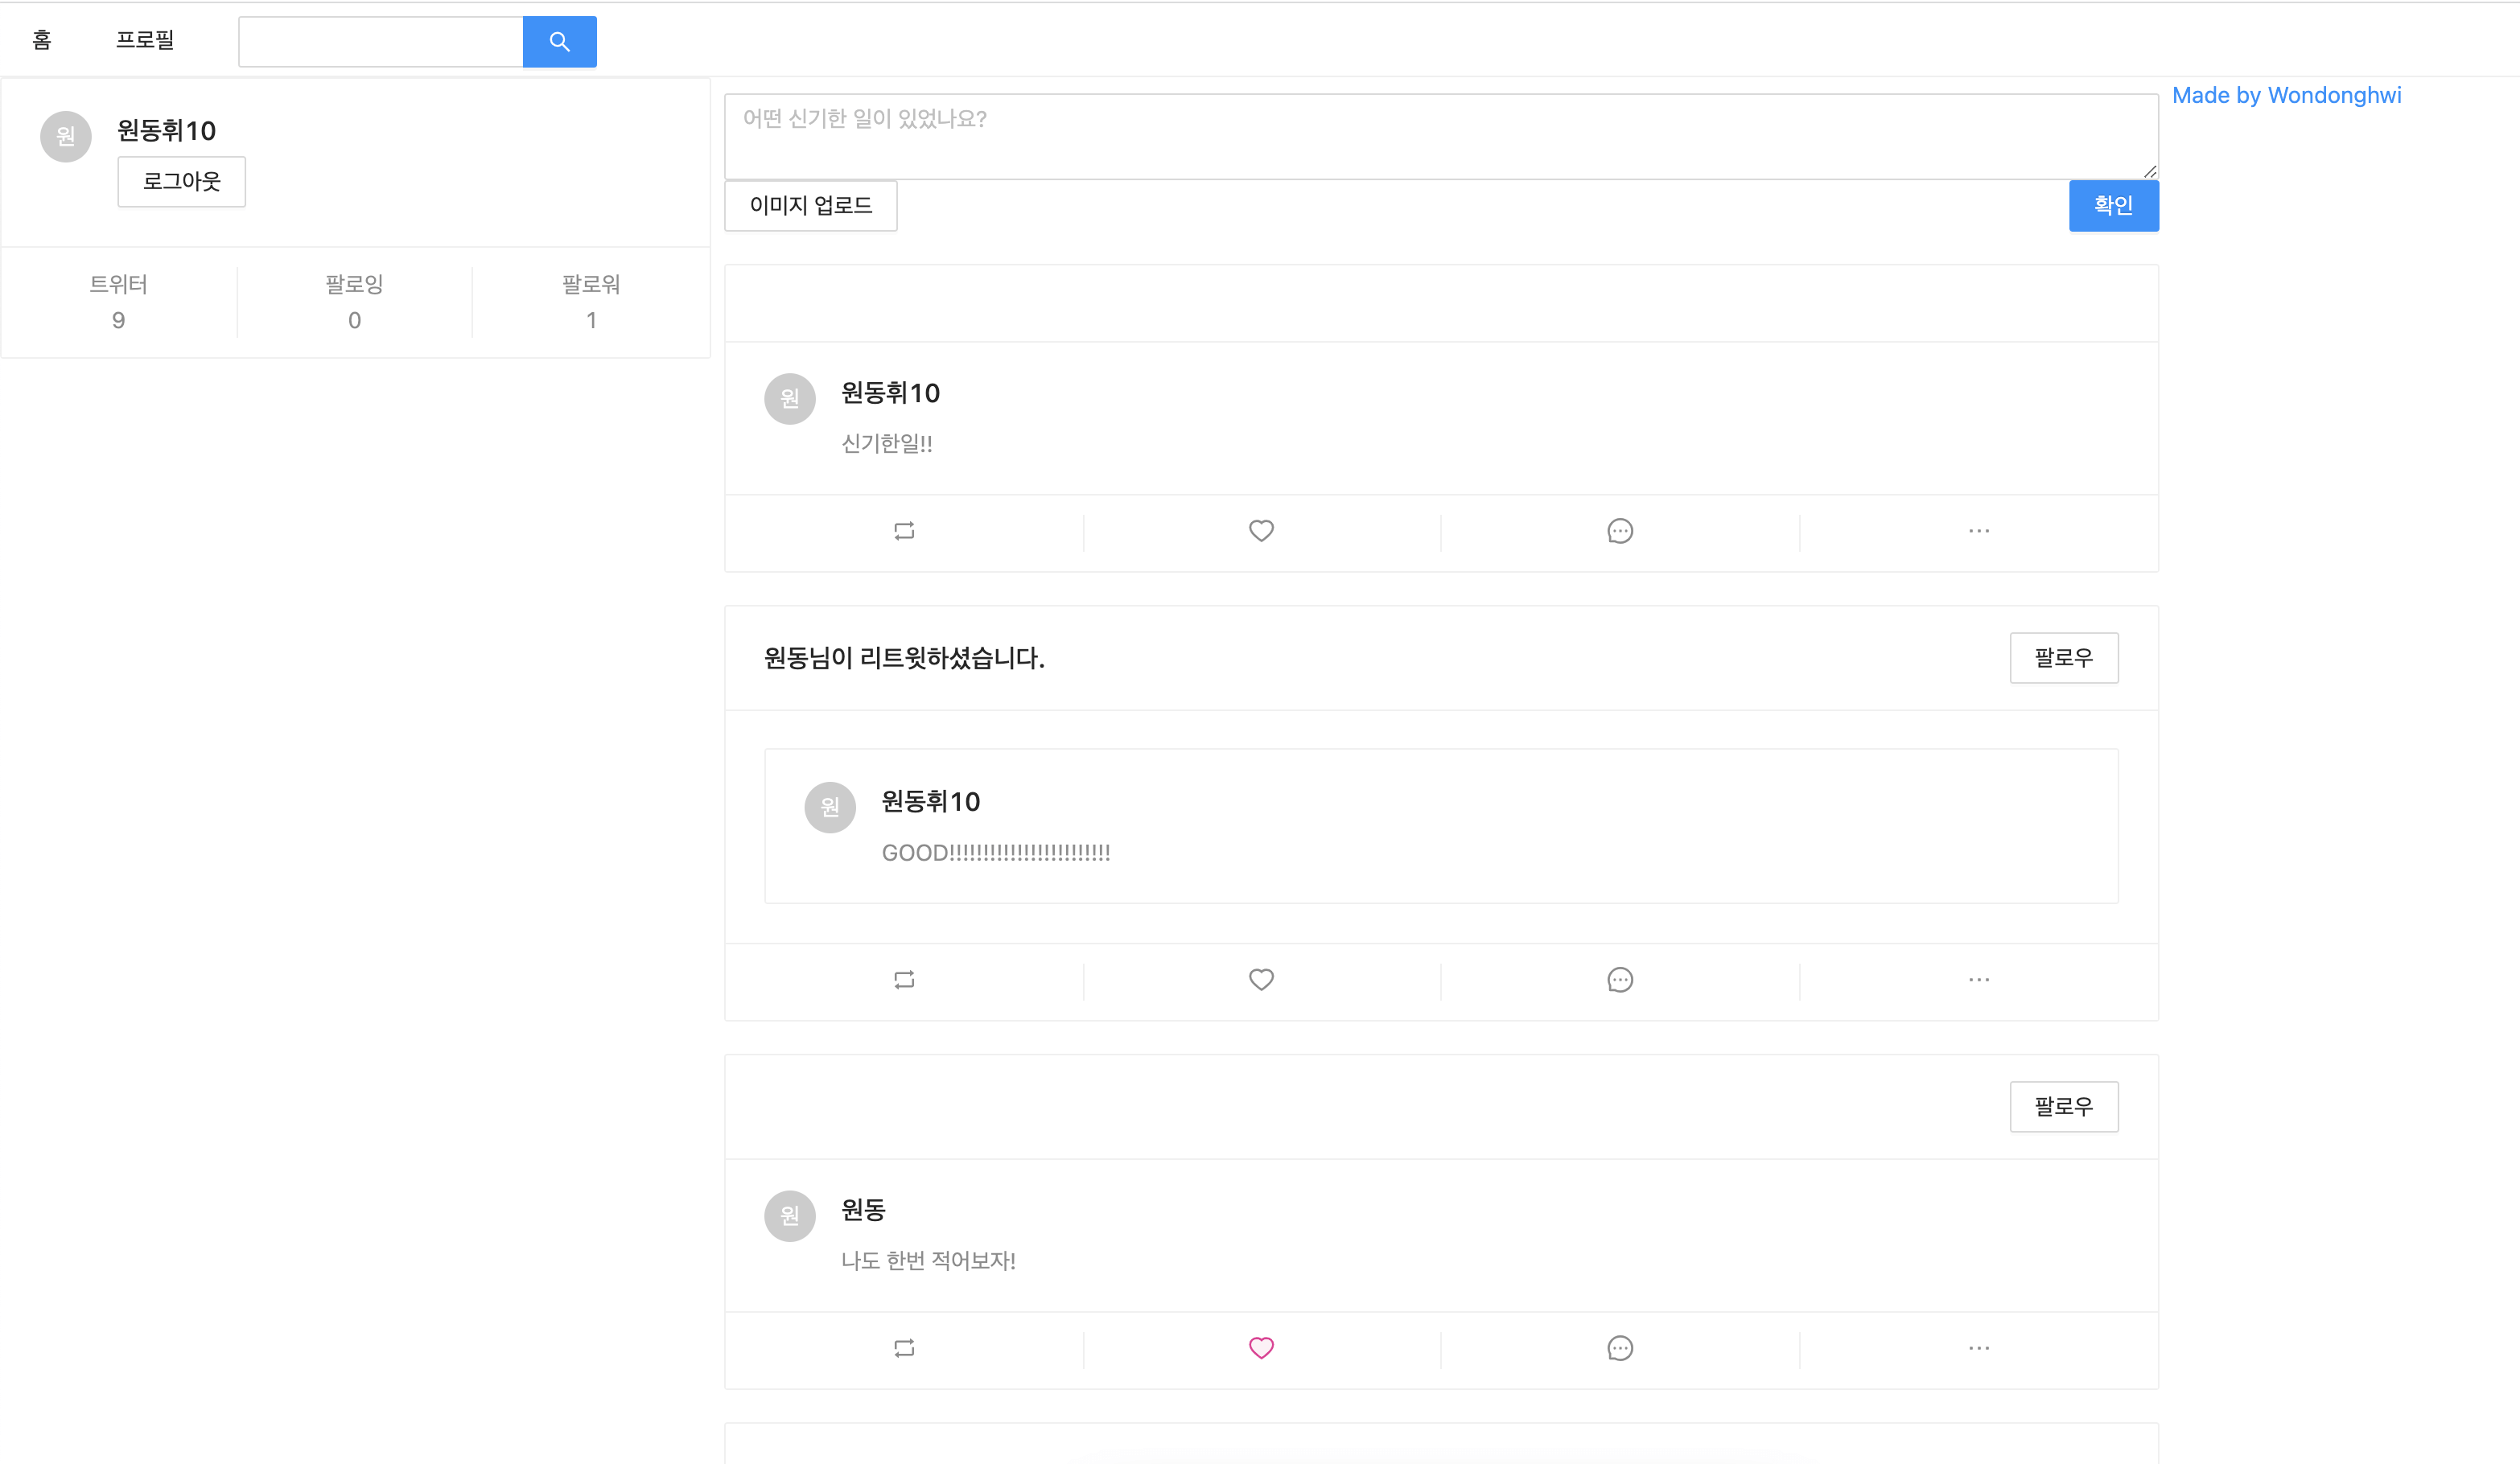 홈 프로필
원
원동휘10
로그아웃
트위터 팔로잉 팔로워
9 0 1
어떤 신기한 일이 있었나요?
이미지 업로드 확인
원
원동휘10
신기한일!!
원동님이 리트윗하셨습니다. 팔로우
원
원동휘10
GOOD!!!!!!!!!!!!!!!!!!!!!!!!
팔로우
원
원동
나도 한번 적어보자!
Made by Wondonghwi